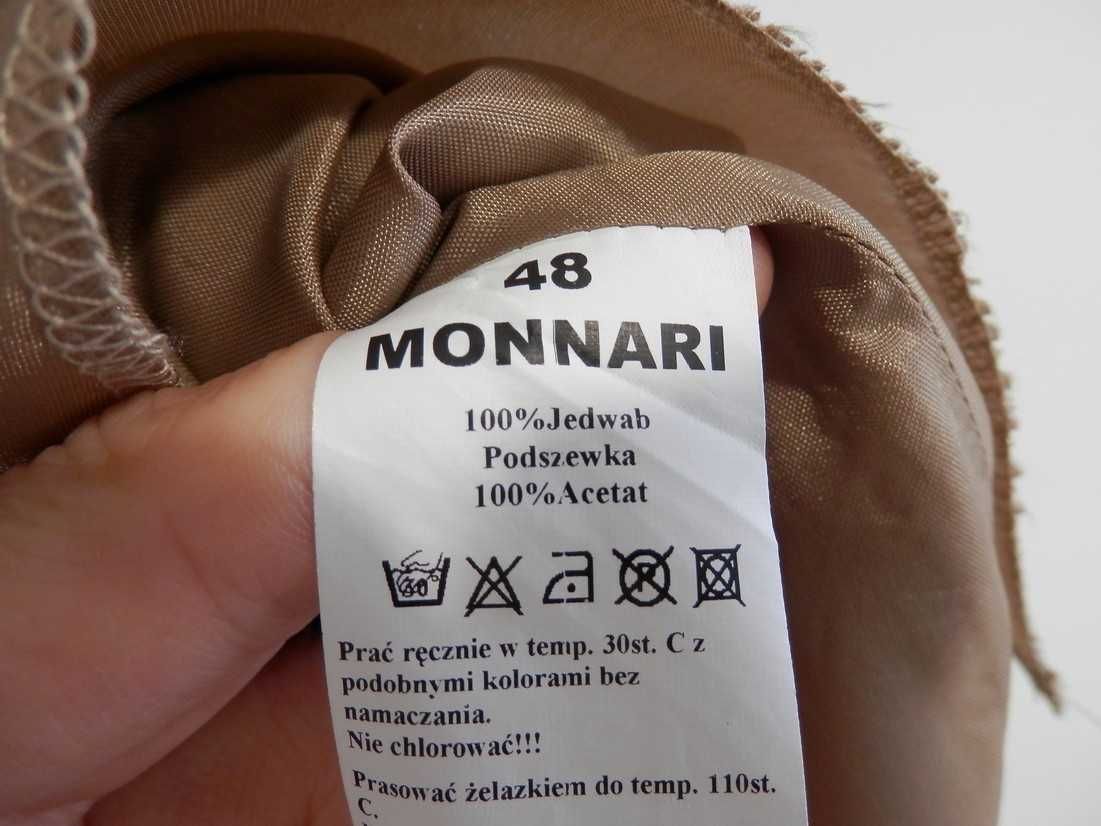 48
MONNARI
100%Jedwab
Podszewka
100%Acetat
30°
P
Prać ręcznie w temp. 30st. C z
podobnymi kolorami bez
namaczania.
Nie chlorować!!!
Prasować żelazkiem do temp. 110st.
C.